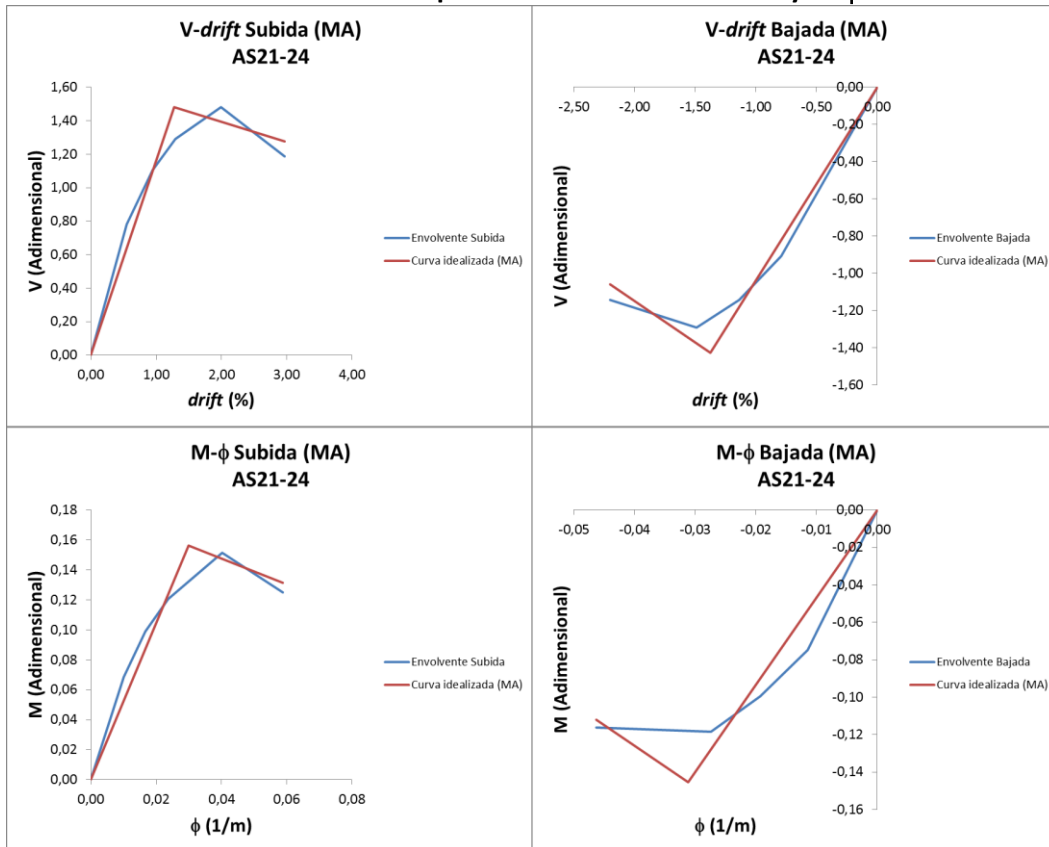 V-drift Subida (MA)
AS21-24
V (Adimensional)
1,60
1,40
1,20
1,00
0,80
0,60
0,40
0,20
0,00
0,00 1,00 2,00 3,00 4,00
drift (%)
Envolvente Subida
Curva idealizada (MA)
V-drift Bajada (MA)
AS21-24
-2,50 -2,00 -1,50 -1,00 -0,50 0,00
0,00
-0,20
-0,40
-0,60
-0,80
-1,00
-1,20
-1,40
-1,60
V (Adimensional)
drift (%)
Envolvente Bajada
Curva idealizada (MA)
M-ϕ Subida (MA)
AS21-24
M (Adimensional)
0,18
0,16
0,14
0,12
0,10
0,08
0,06
0,04
0,02
0,00
0,00 0,02 0,04 0,06 0,08
ϕ (1/m)
Envolvente Subida
Curva idealizada (MA)
M-ϕ Bajada (MA)
AS21-24
-0,05 -0,04 -0,03 -0,02 -0,01 0,00
0,00
-0,02
-0,04
-0,06
-0,08
-0,10
-0,12
-0,14
-0,16
M (Adimensional)
ϕ (1/m)
Envolvente Bajada
Curva idealizada (MA)